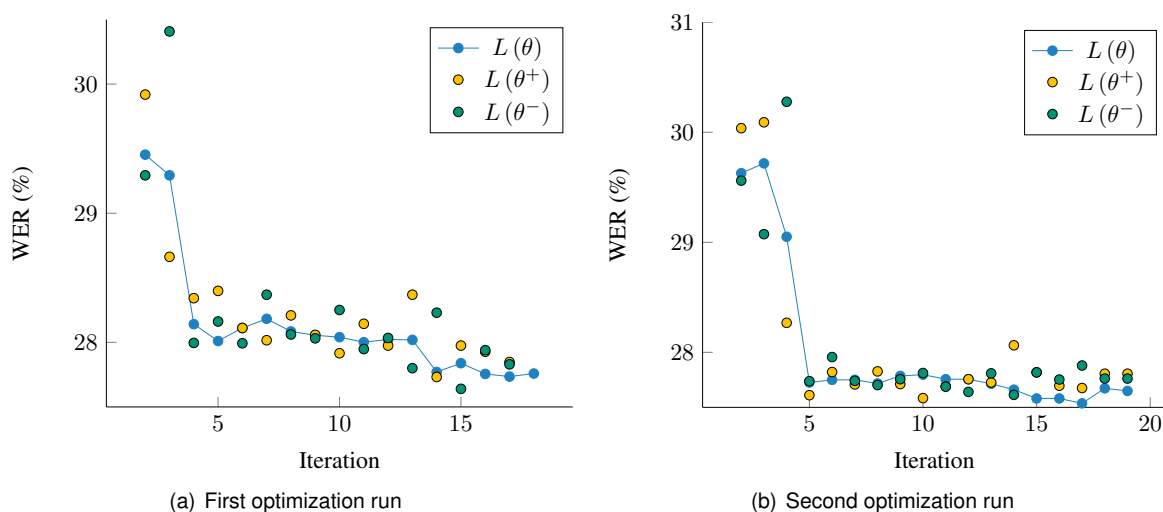 30
29
28
5
10
15
WER (%)
Iteration
L (θ)
L (θ⁺)
L (θ⁻)
(a) First optimization run
31
30
29
28
5
10
15
20
WER (%)
Iteration
L (θ)
L (θ⁺)
L (θ⁻)
(b) Second optimization run